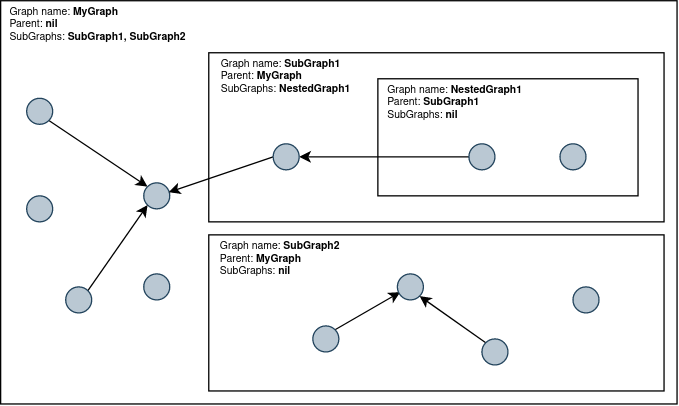 Graph name: MyGraph
Parent: nil
SubGraphs: SubGraph1, SubGraph2
Graph name: SubGraph1
Parent: MyGraph
SubGraphs: NestedGraph1
Graph name: NestedGraph1
Parent: SubGraph1
SubGraphs: nil
Graph name: SubGraph2
Parent: MyGraph
SubGraphs: nil